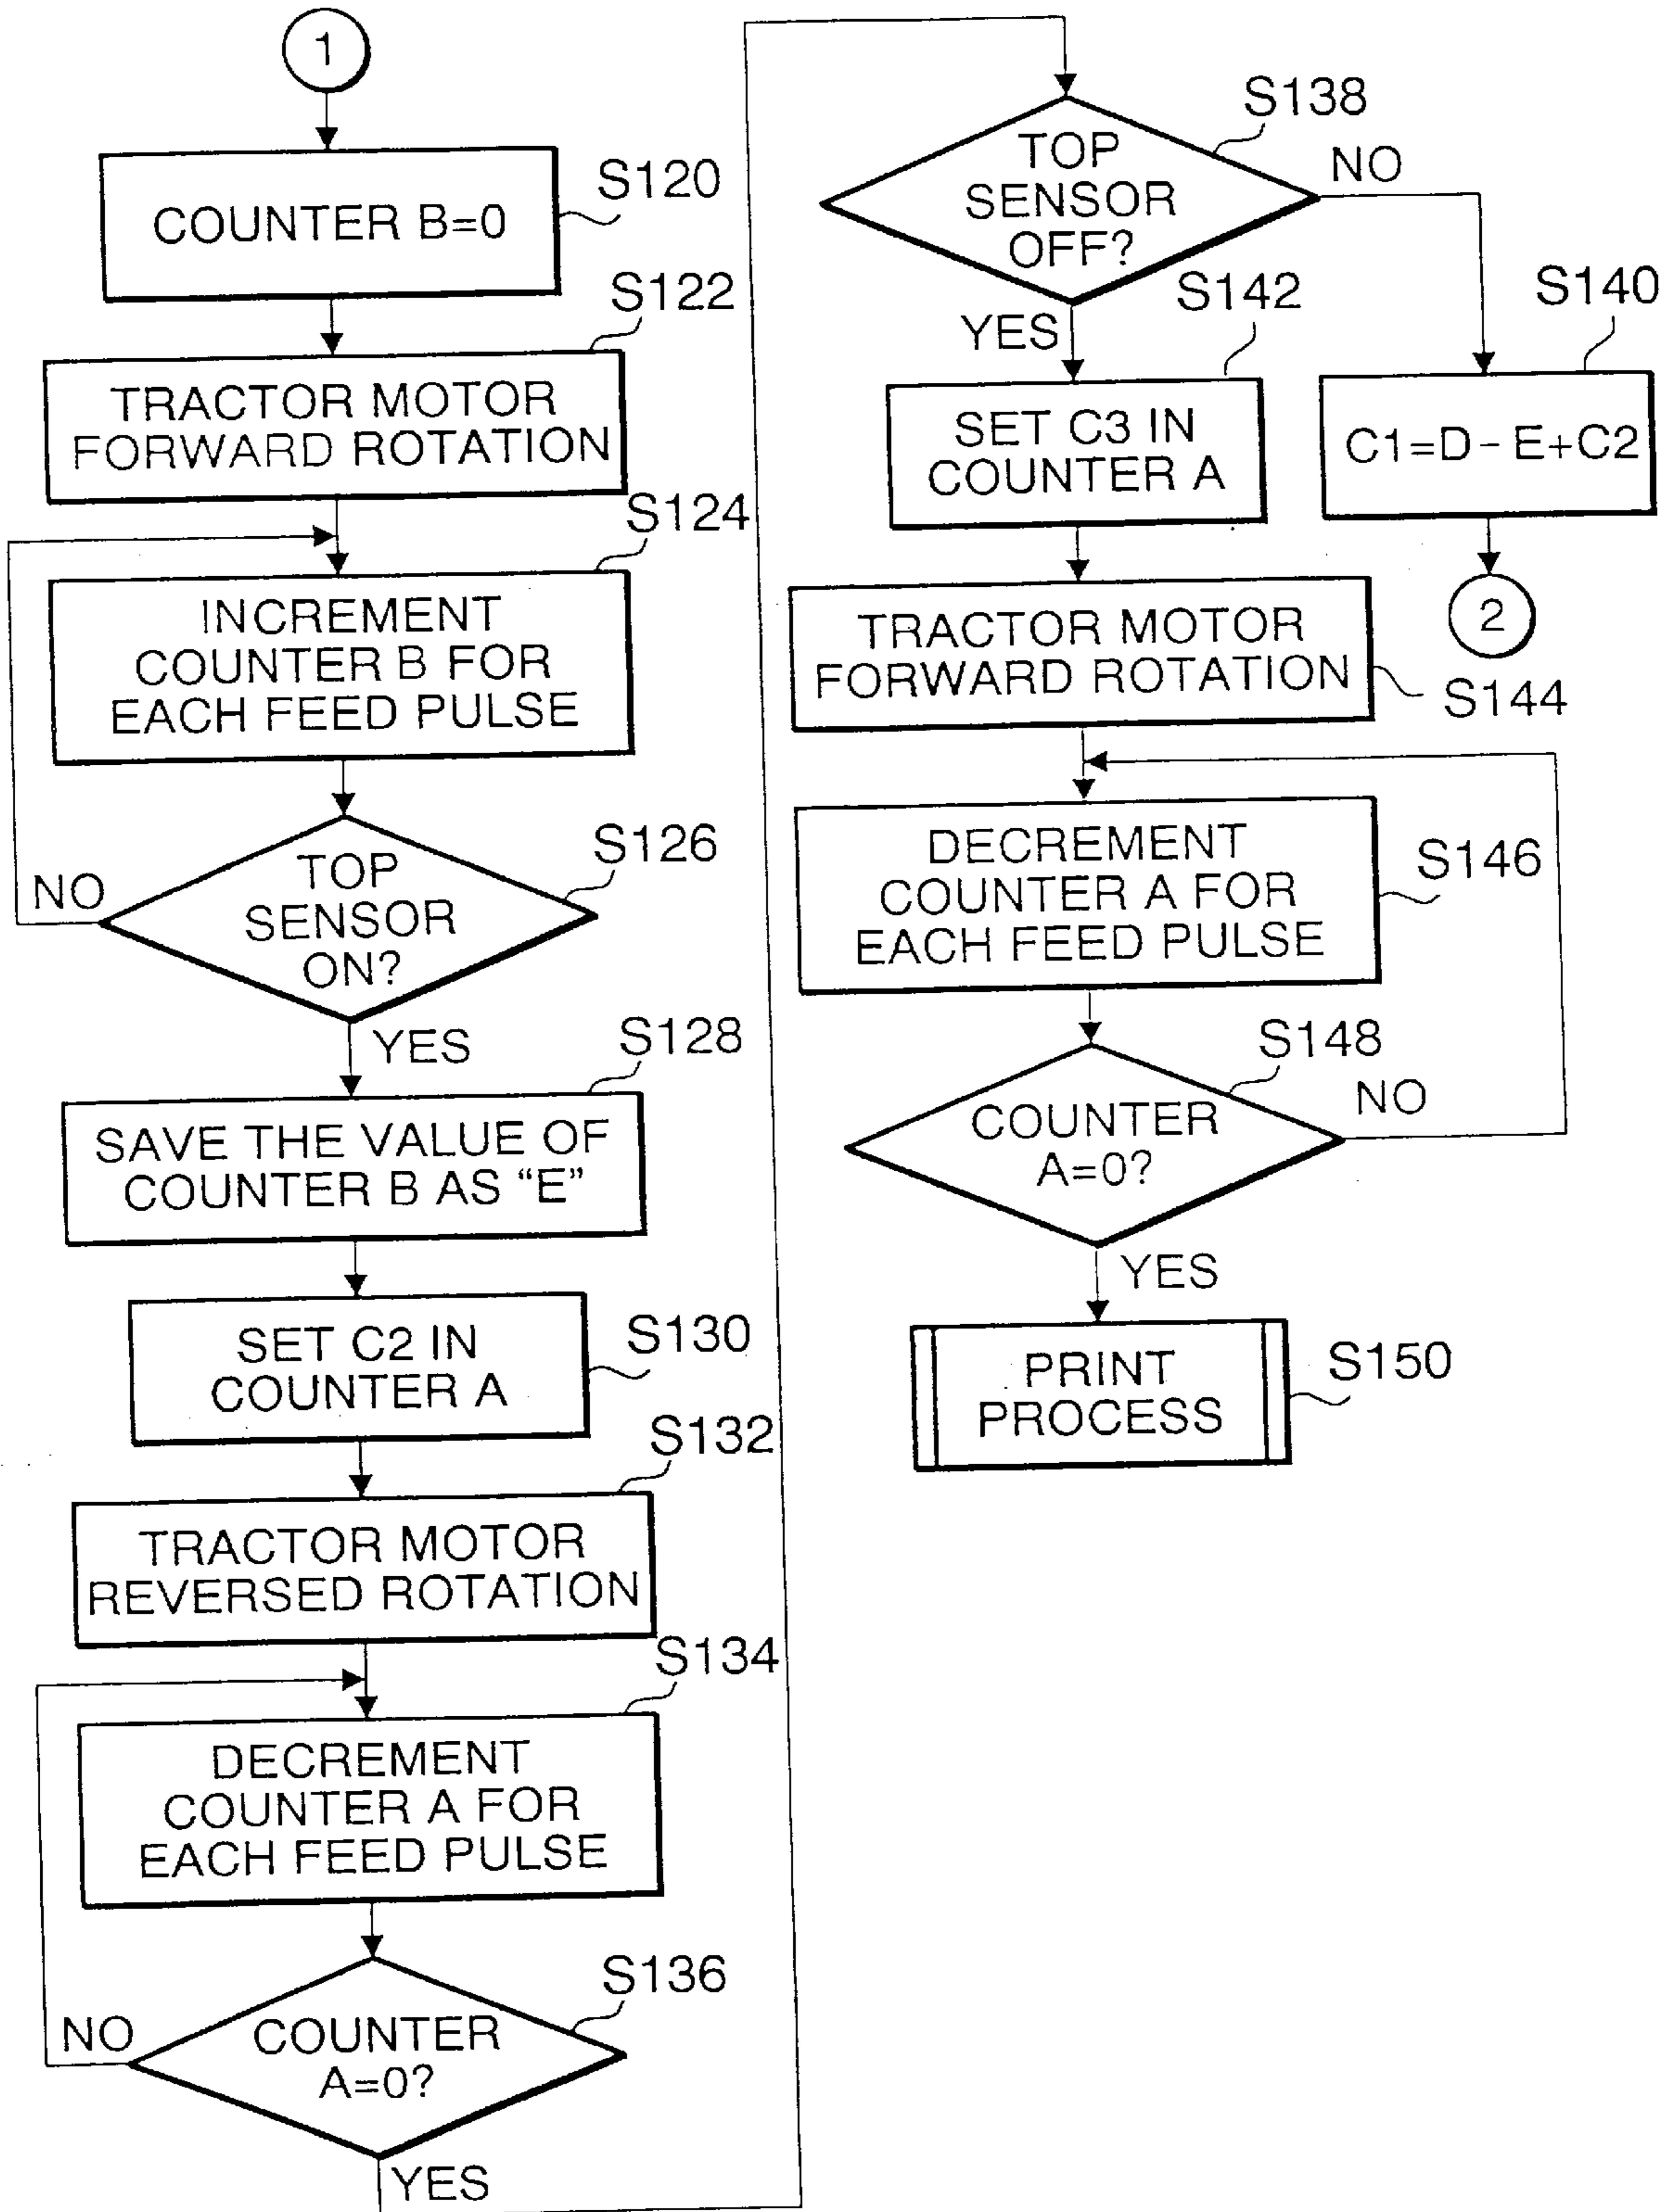 1
COUNTER B=0
S120
TRACTOR MOTOR
FORWARD ROTATION
S122
INCREMENT
COUNTER B FOR
EACH FEED PULSE
S124
TOP
SENSOR
ON?
S126
NO
YES
SAVE THE VALUE OF
COUNTER B AS “E”
S128
SET C2 IN
COUNTER A
S130
TRACTOR MOTOR
REVERSED ROTATION
S132
DECREMENT
COUNTER A FOR
EACH FEED PULSE
S134
COUNTER
A=0?
S136
NO
YES
TOP
SENSOR
OFF?
S138
NO
YES
C1=D-E+C2
S140
2
SET C3 IN
COUNTER A
S142
TRACTOR MOTOR
FORWARD ROTATION
S144
DECREMENT
COUNTER A FOR
EACH FEED PULSE
S146
COUNTER
A=0?
S148
NO
YES
PRINT
PROCESS
S150